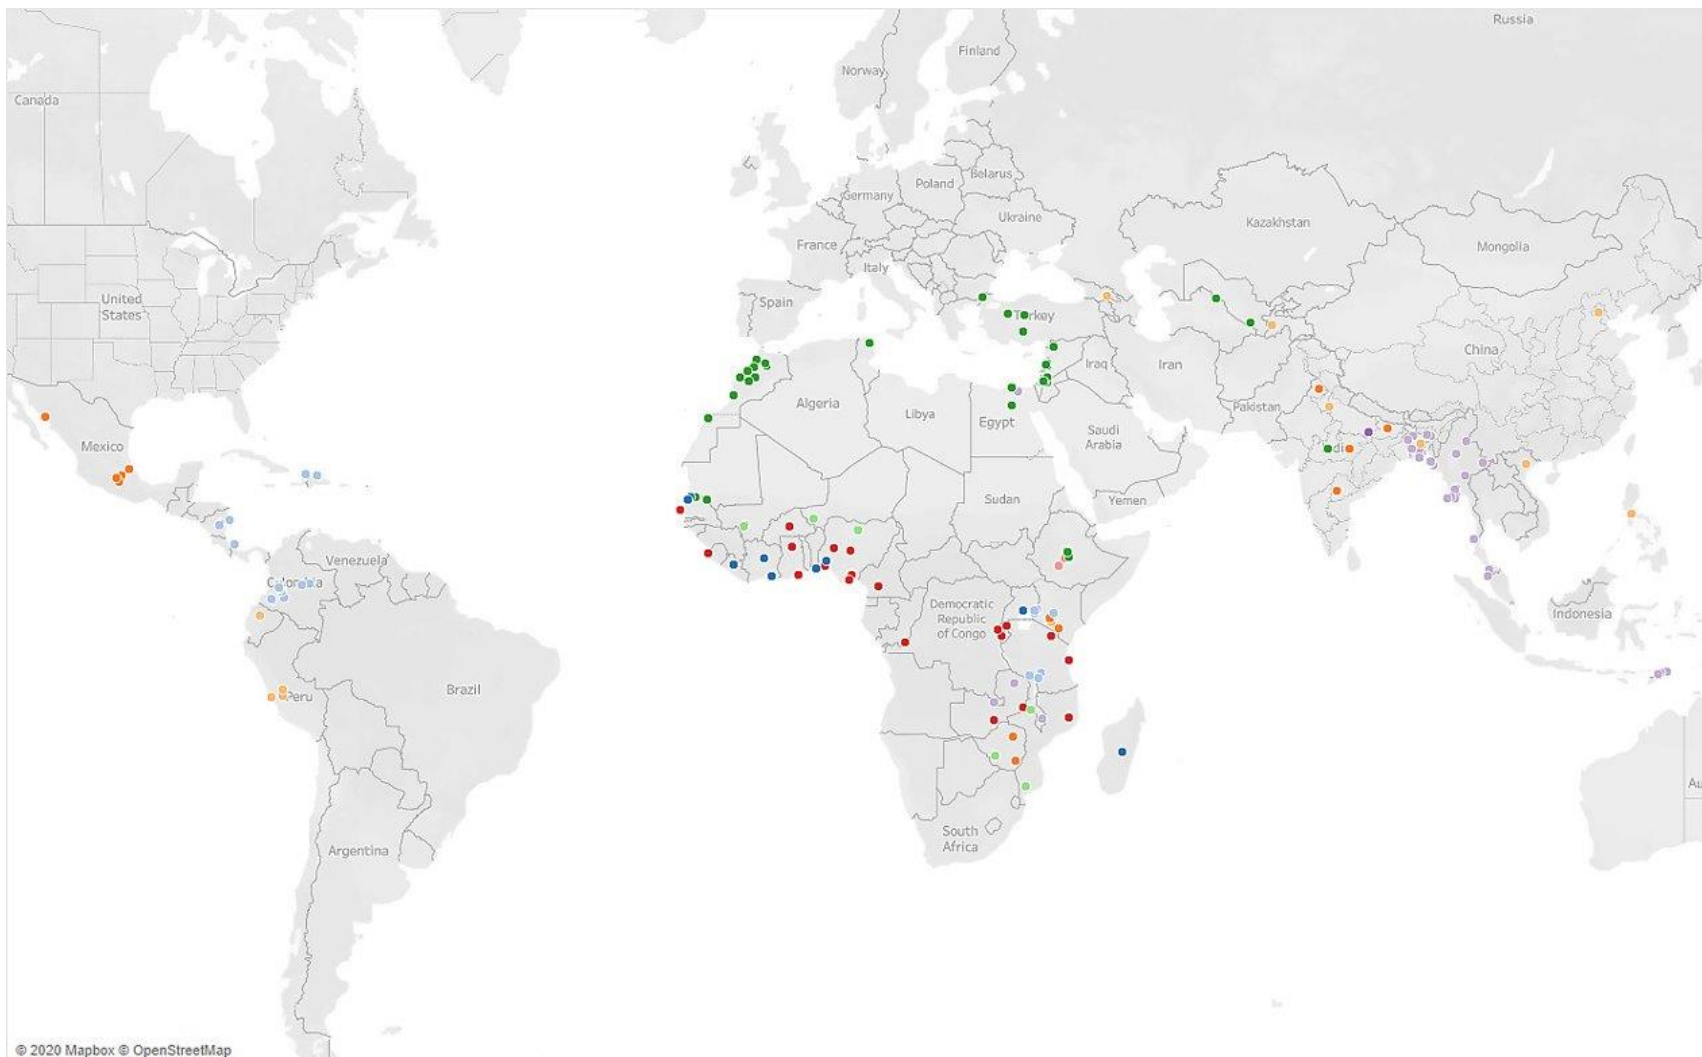 Russia
Finland
Norway
Canada
Belarus
Poland
Germany
Ukraine
Kazakhstan
France
Mongolia
Italy
United
States
Spain
Turkey
China
Iraq
Iran
Algeria
Libya
Pakistan
Egypt
Saudi
Arabia
Mexico
Sudan
Yemen
Venezuela
Colombia
Democratic
Republic
of Congo
Indonesia
Peru
Brazil
Au
South
Africa
Argentina
© 2020 Mapbox © OpenStreetMap